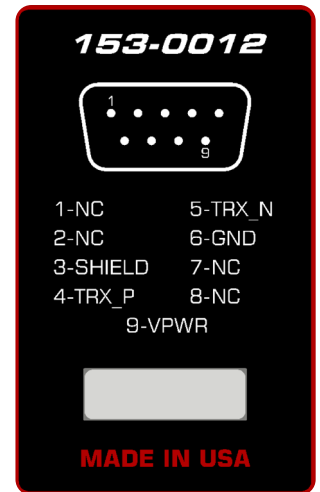 153-0012
1
9
1-NC 5-TRX_N
2-NC 6-GND
3-SHIELD 7-NC
4-TRX_P 8-NC
9-VPWR
MADE IN USA